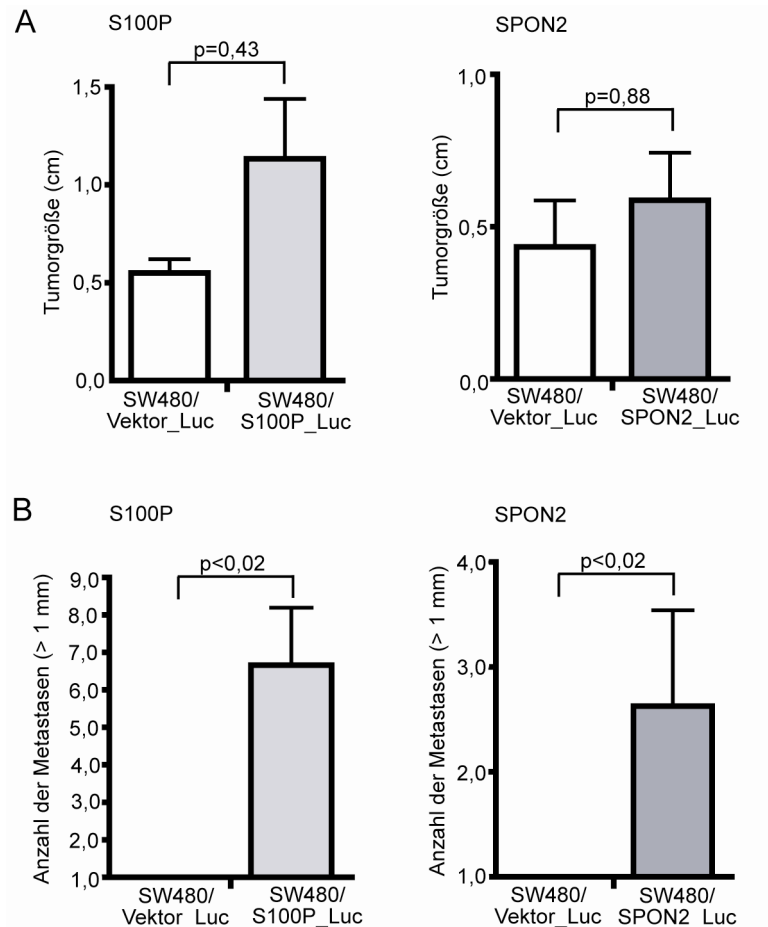 A
S100P
p=0,43
1,5
1,0
0,5
0,0
Tumorgröße (cm)
SW480/
Vektor_Luc
SW480/
S100P_Luc
SPON2
p=0,88
1,0
0,5
0,0
Tumorgröße (cm)
SW480/
Vektor_Luc
SW480/
SPON2_Luc
B
S100P
p<0,02
9,0
8,0
7,0
6,0
5,0
4,0
3,0
2,0
1,0
Anzahl der Metastasen (> 1 mm)
SW480/
Vektor_Luc
SW480/
S100P_Luc
SPON2
p<0,02
4,0
3,0
2,0
1,0
Anzahl der Metastasen (> 1 mm)
SW480/
Vektor_Luc
SW480/
SPON2_Luc